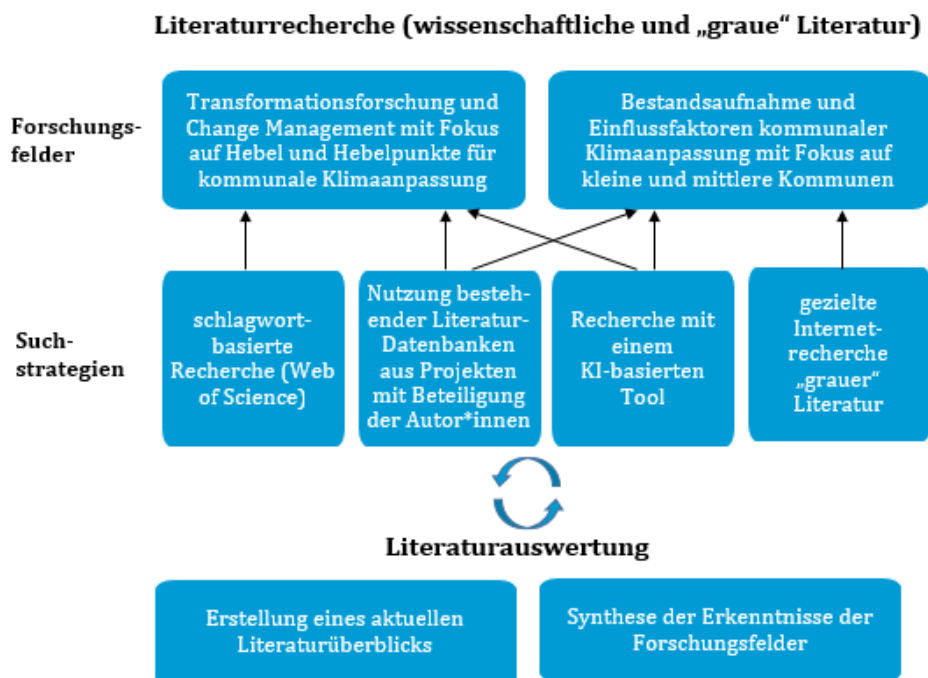 Literaturrecherche (wissenschaftliche und „graue“ Literatur)
Forschungs-
felder
Transformationsforschung und
Change Management mit Fokus
auf Hebel und Hebelpunkte für
kommunale Klimaanpassung
Bestandsaufnahme und
Einflussfaktoren kommunaler
Klimaanpassung mit Fokus auf
kleine und mittlere Kommunen
Such-
strategien
schlagwort-
basierte
Recherche (Web
of Science)
Nutzung besteh-
ender Literatur-
Datenbanken
aus Projekten
mit Beteiligung
der Autor*innen
Recherche mit
einem
KI-basierten
Tool
gezielte
Internet-
recherche
„grauer“
Literatur
Literaturauswertung
Erstellung eines aktuellen
Literaturüberblicks
Synthese der Erkenntnisse der
Forschungsfelder